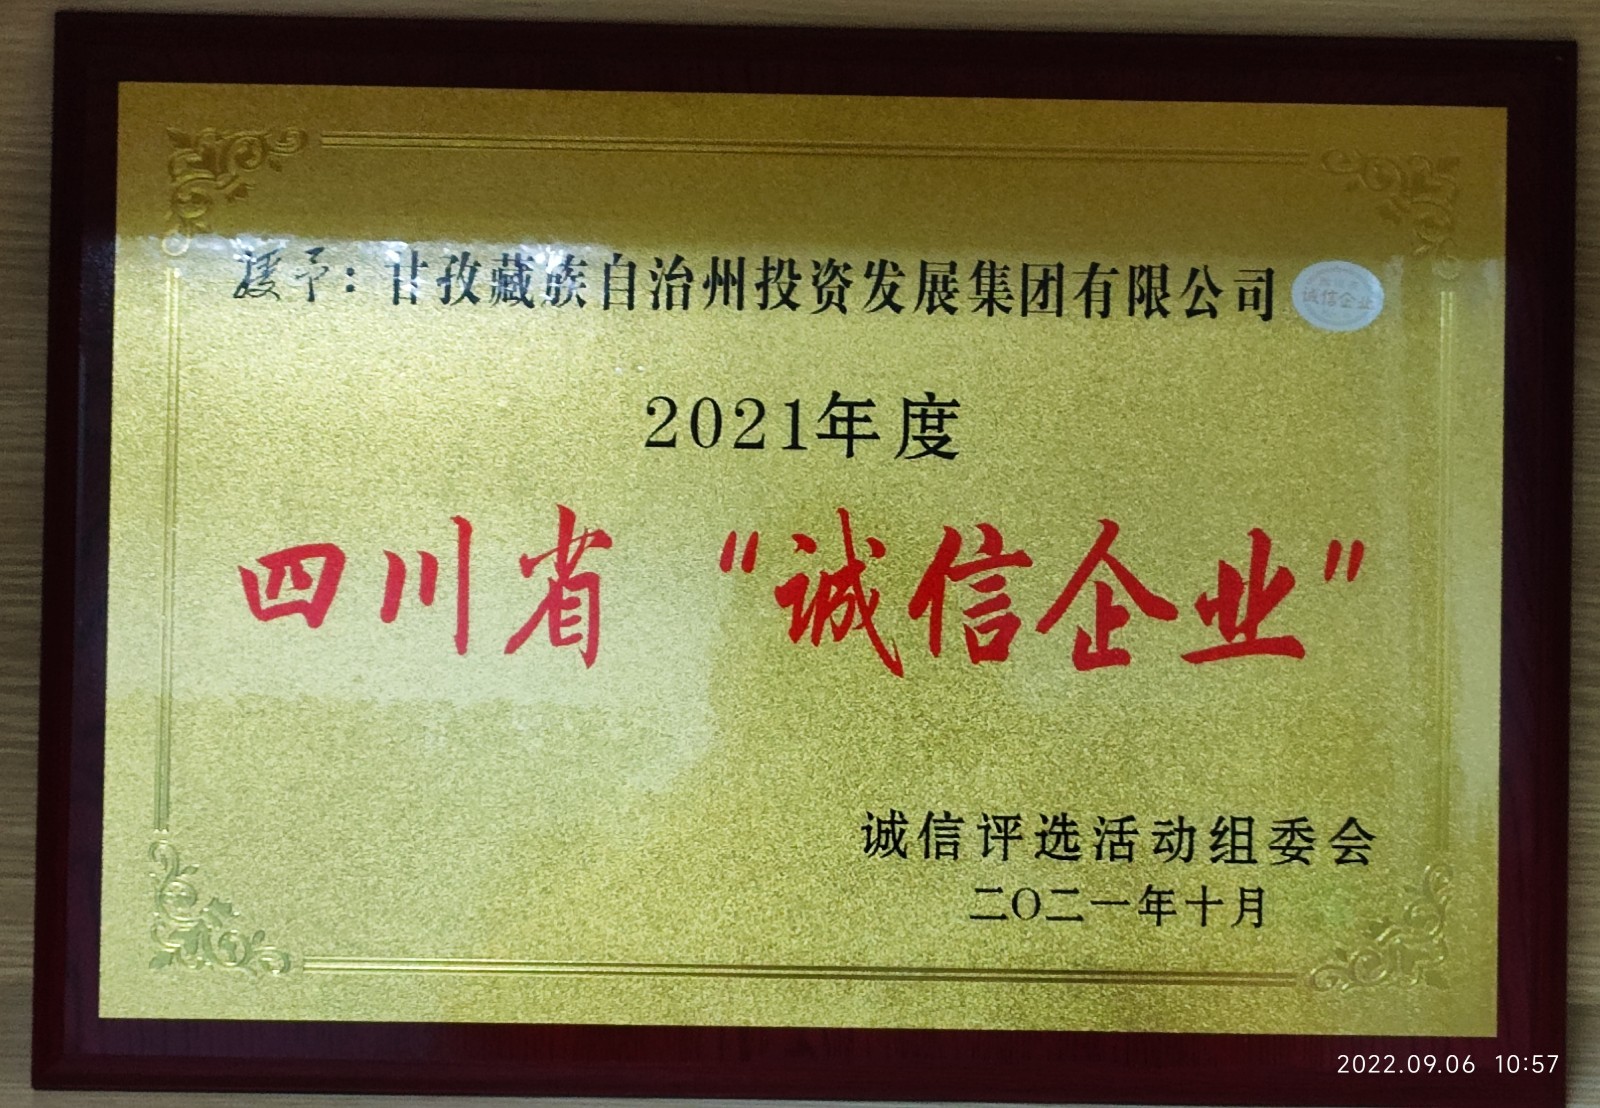 授予：甘孜藏族自治州投资发展集团有限公司
诚信企业
2021年度
四川省“诚信企业”
诚信评选活动组委会
二〇二一年十月
2022.09.06 10:57